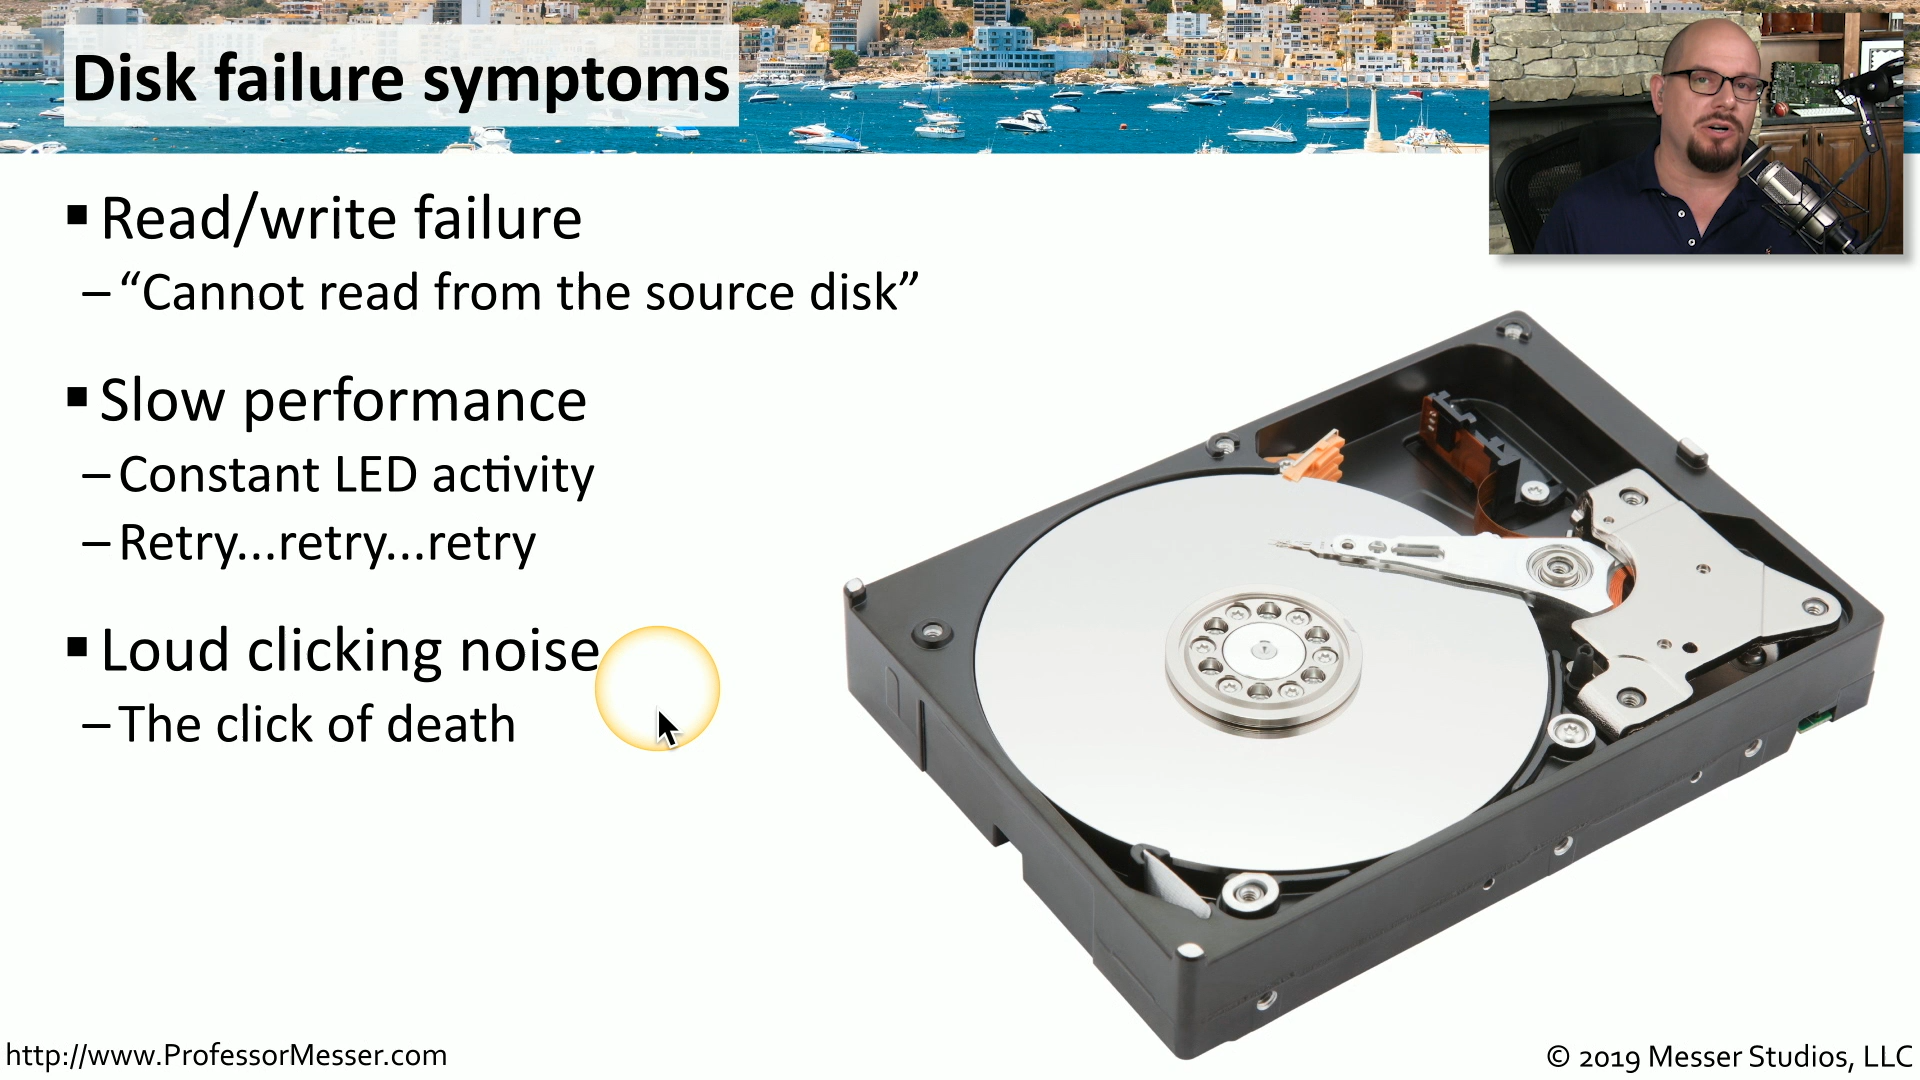 Disk failure symptoms
▪ Read/write failure
– “Cannot read from the source disk”
▪ Slow performance
– Constant LED activity
– Retry...retry...retry
▪ Loud clicking noise
– The click of death
http://www.ProfessorMesser.com
© 2019 Messer Studios, LLC